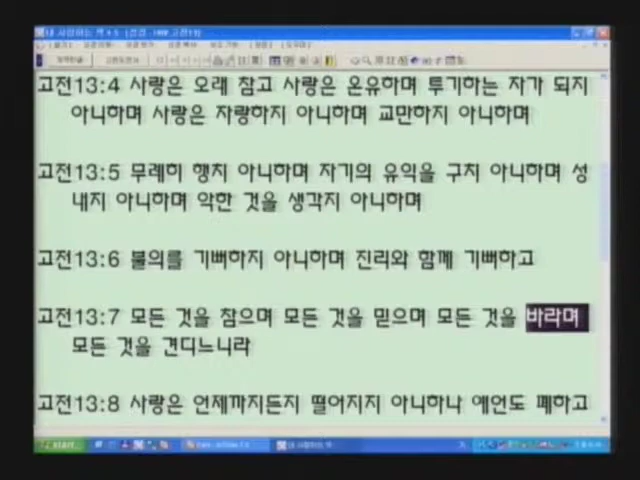 고전13:4 사랑은 오래 참고 사랑은 온유하며 투기하는 자가 되지
아니하며 사랑은 자랑하지 아니하며 교만하지 아니하며
고전13:5 무례히 행치 아니하며 자기의 유익을 구치 아니하며 성
내지 아니하며 악한 것을 생각지 아니하며
고전13:6 불의를 기뻐하지 아니하며 진리와 함께 기뻐하고
고전13:7 모든 것을 참으며 모든 것을 믿으며 모든 것을 바라며
모든 것을 견디느니라
고전13:8 사랑은 언제까지든지 떨어지지 아니하나 예언도 폐하고
start